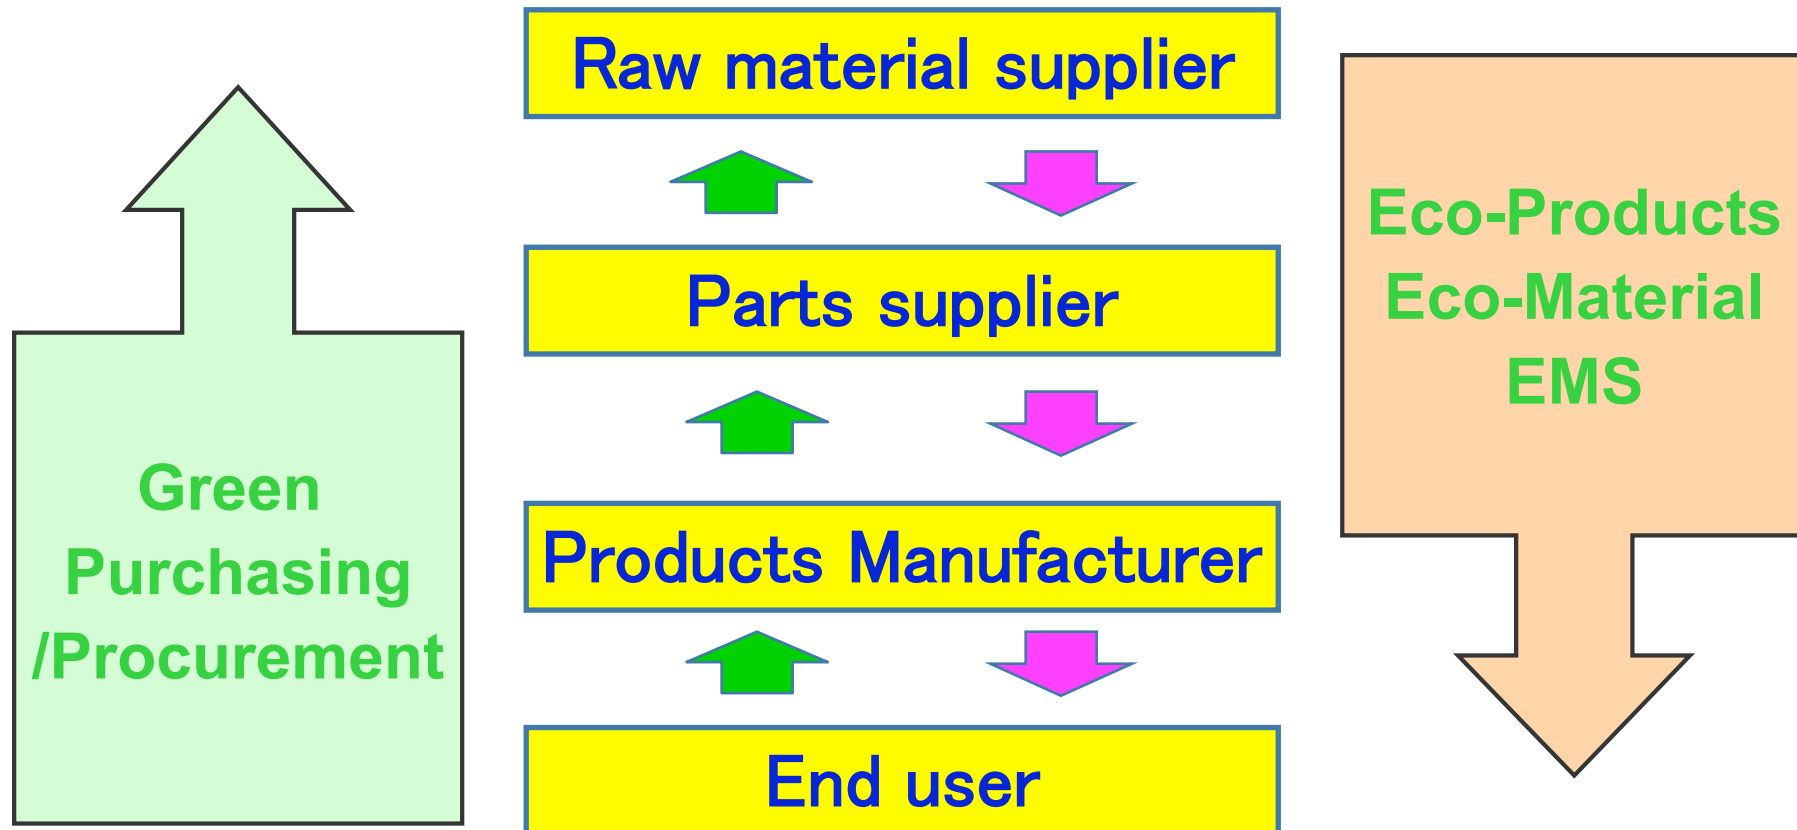 Raw material supplier
Parts supplier
Products Manufacturer
End user
Green
Purchasing
/Procurement
Eco-Products
Eco-Material
EMS